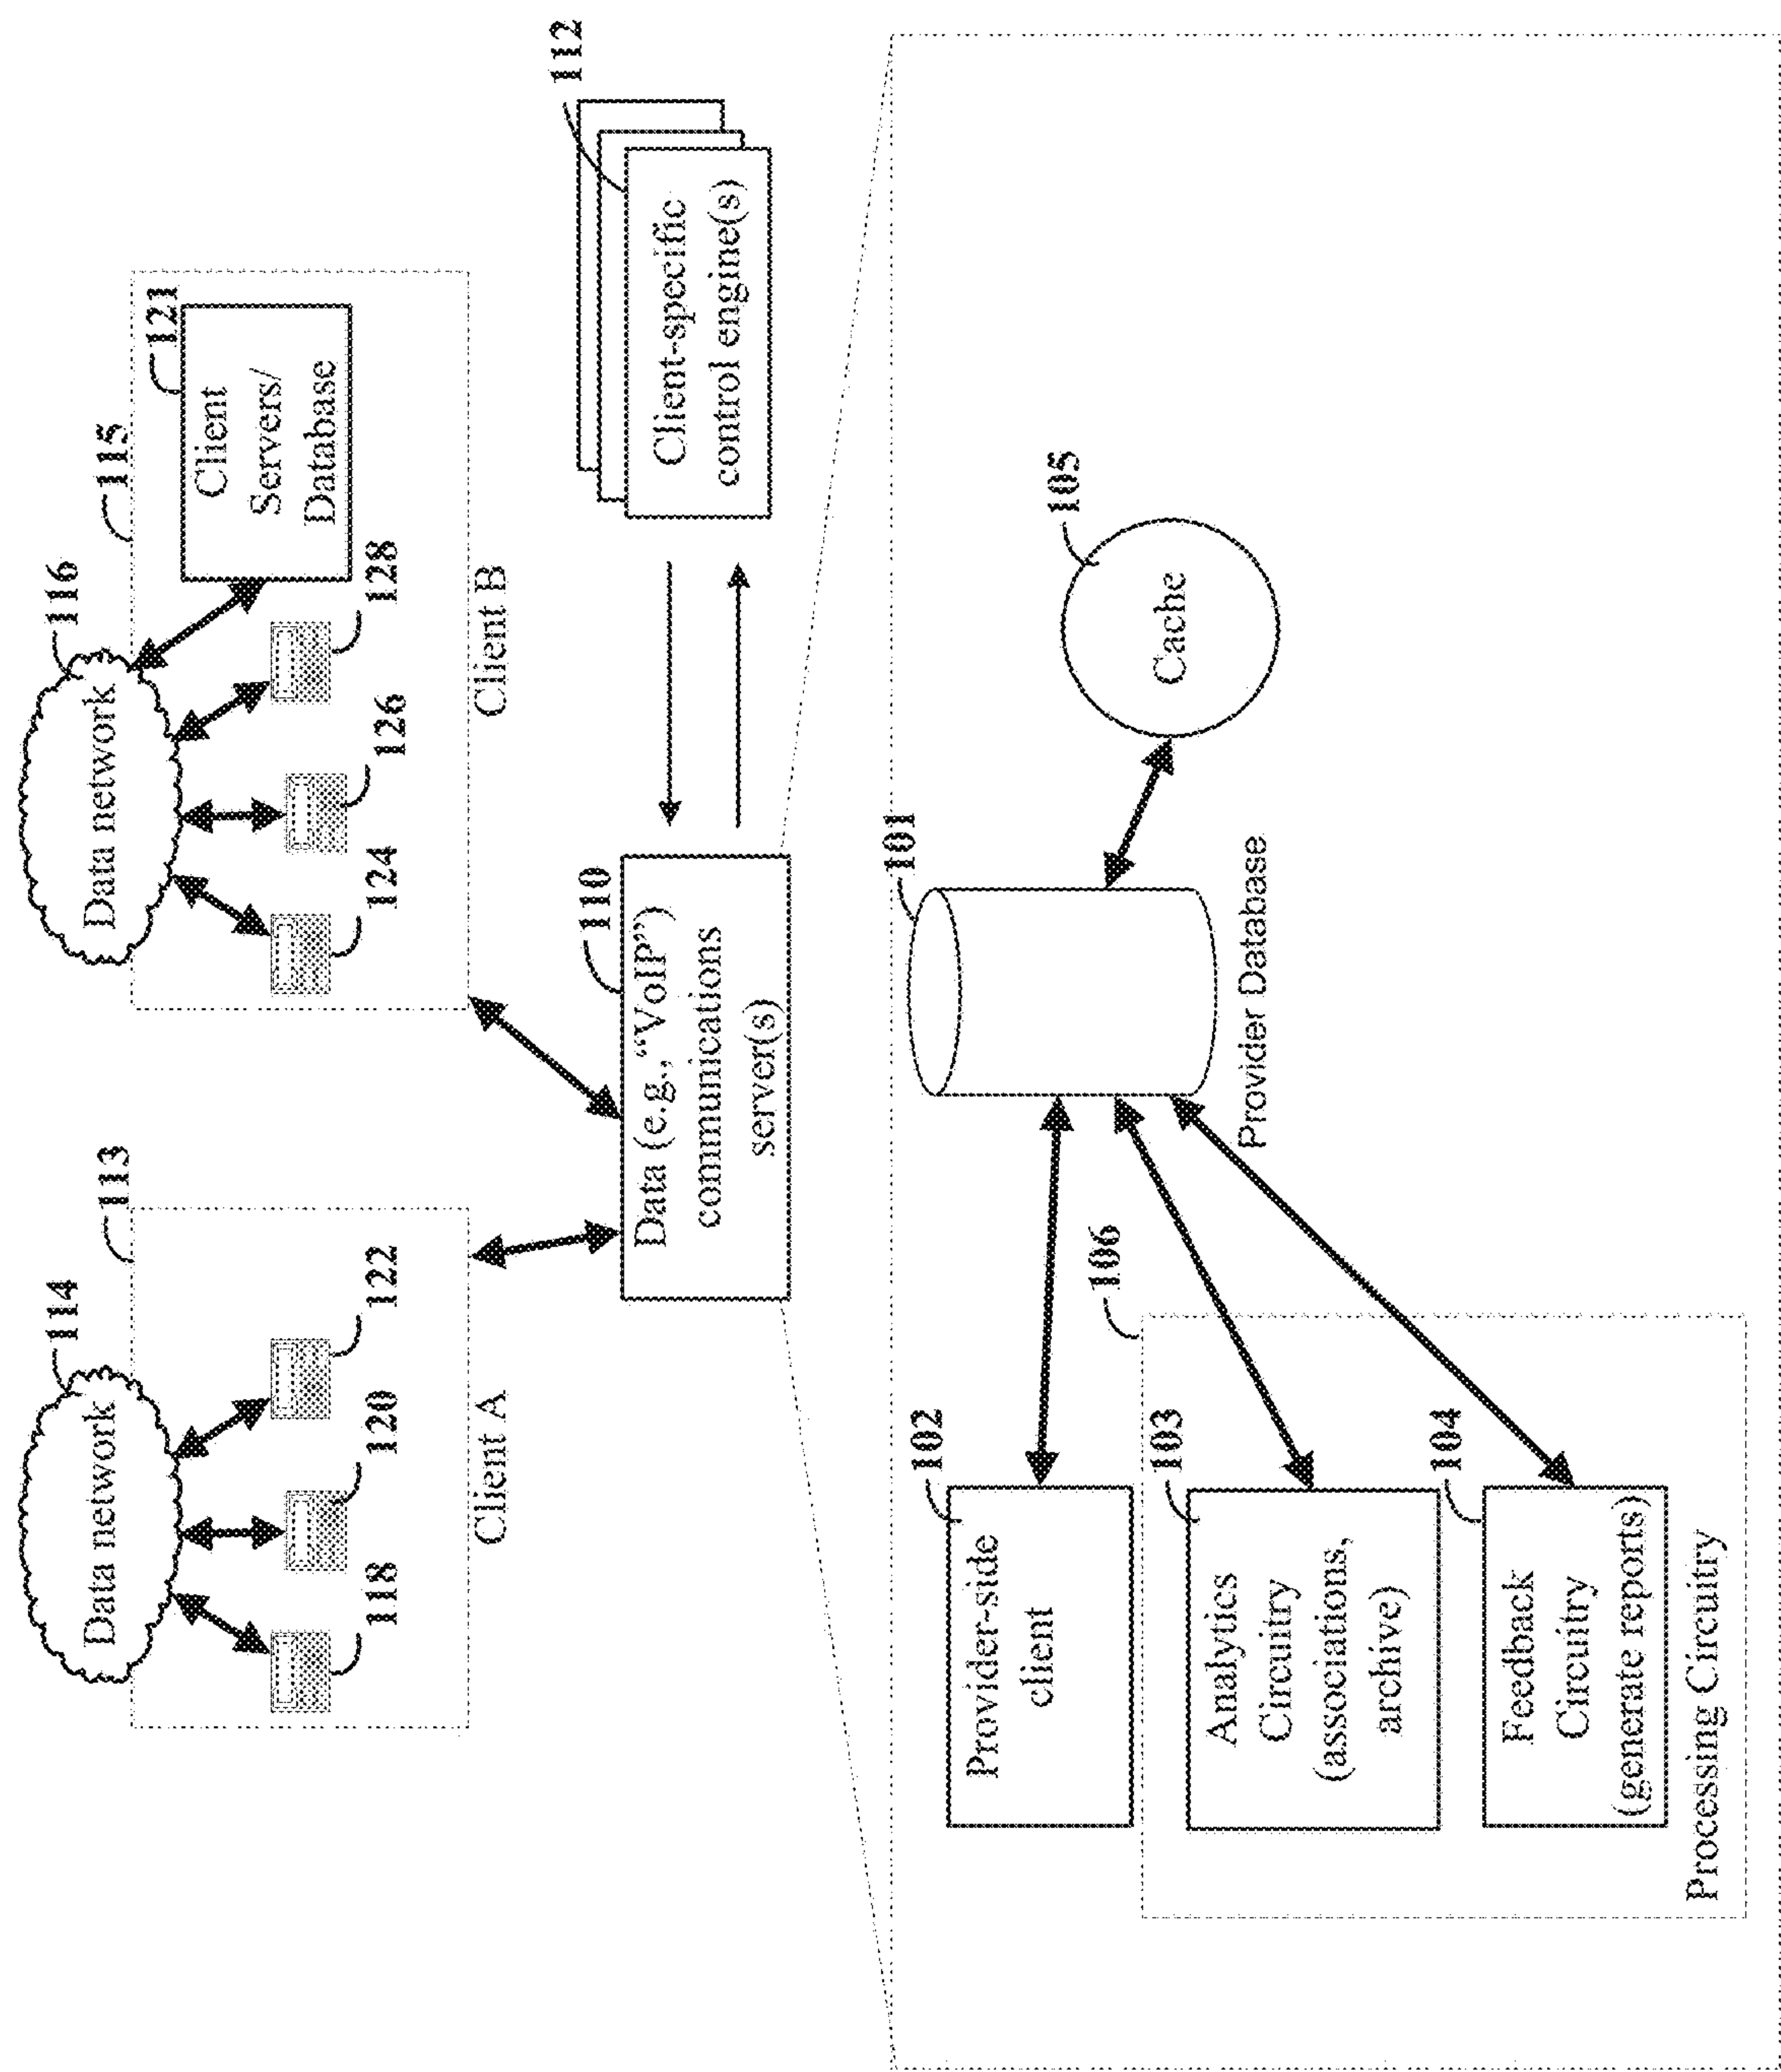 114
Data network
113
118
120
122
Client A
116
Data network
115
121
Client
Servers/
Database
124
126
128
Client B
110
Data (e.g.,“VoIP”)
communications
server(s)
112
Client-specific
control engine(s)
102
Provider-side
client
101
Provider Database
105
Cache
106
103
Analytics
Circuitry
(associations,
archive)
104
Feedback
Circuitry
(generate reports)
Processing Circuitry